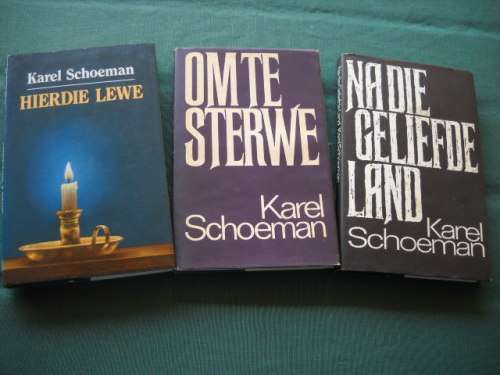 Karel Schoeman
HIERDIE LEWE
OM TE
STERWE
Karel
Schoeman
NA DIE
GELIEFDE
LAND
Karel
Schoeman